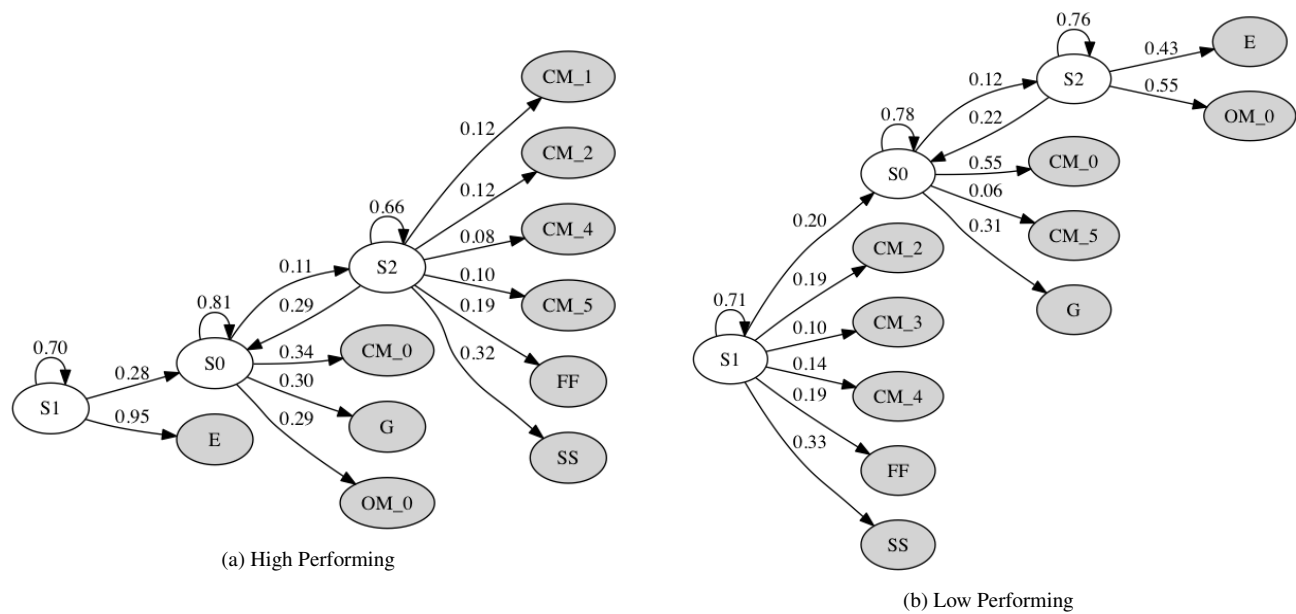 0.70
S1
0.28
0.95
E
0.81
S0
0.11
0.29
0.34
CM_0
0.30
G
0.29
OM_0
0.66
S2
0.12
CM_1
0.12
CM_2
0.08
CM_4
0.10
CM_5
0.19
FF
0.32
SS
(a) High Performing
0.71
S1
0.20
0.19
CM_2
0.10
CM_3
0.14
CM_4
0.19
FF
0.33
SS
0.78
S0
0.12
0.22
0.55
CM_0
0.06
CM_5
0.31
G
0.76
S2
0.43
E
0.55
OM_0
(b) Low Performing